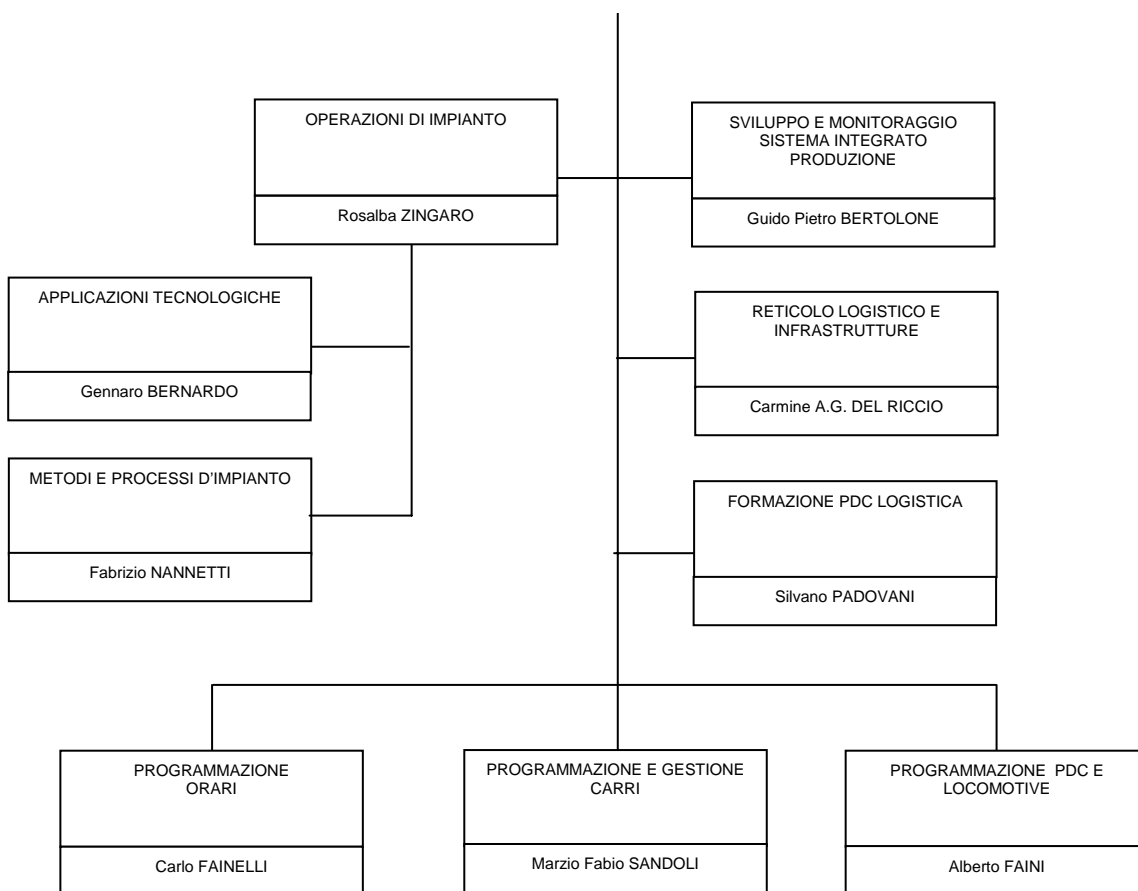 OPERAZIONI DI IMPIANTO
Rosalba ZINGARO
SVILUPPO E MONITORAGGIO
SISTEMA INTEGRATO
PRODUZIONE
Guido Pietro BERTOLONE
APPLICAZIONI TECNOLOGICHE
Gennaro BERNARDO
RETICOLO LOGISTICO E
INFRASTRUTTURE
Carmine A.G. DEL RICCIO
METODI E PROCESSI D'IMPIANTO
Fabrizio NANNETTI
FORMAZIONE PDC LOGISTICA
Silvano PADOVANI
PROGRAMMAZIONE
ORARI
Carlo FAINELLI
PROGRAMMAZIONE E GESTIONE
CARRI
Marzio Fabio SANDOLI
PROGRAMMAZIONE PDC E
LOCOMOTIVE
Alberto FAINI